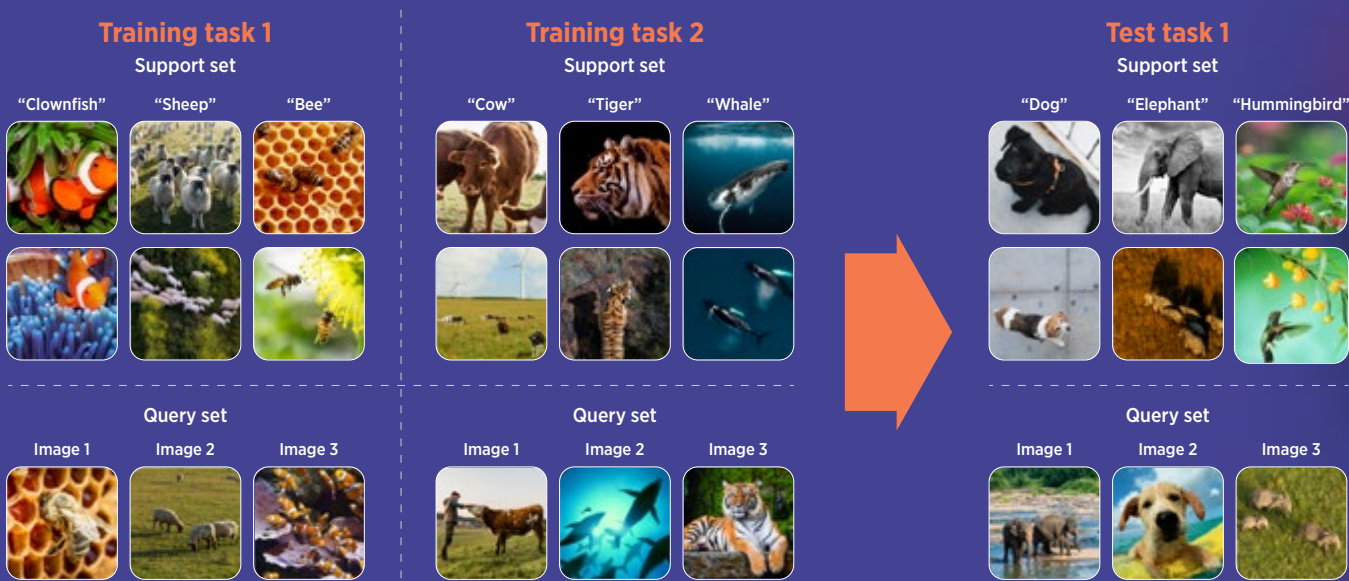 Training task 1
Support set
“Clownfish” “Sheep” “Bee”
Query set
Image 1 Image 2 Image 3
Training task 2
Support set
“Cow” “Tiger” “Whale”
Query set
Image 1 Image 2 Image 3
Test task 1
Support set
“Dog” “Elephant” “Hummingbird”
Query set
Image 1 Image 2 Image 3